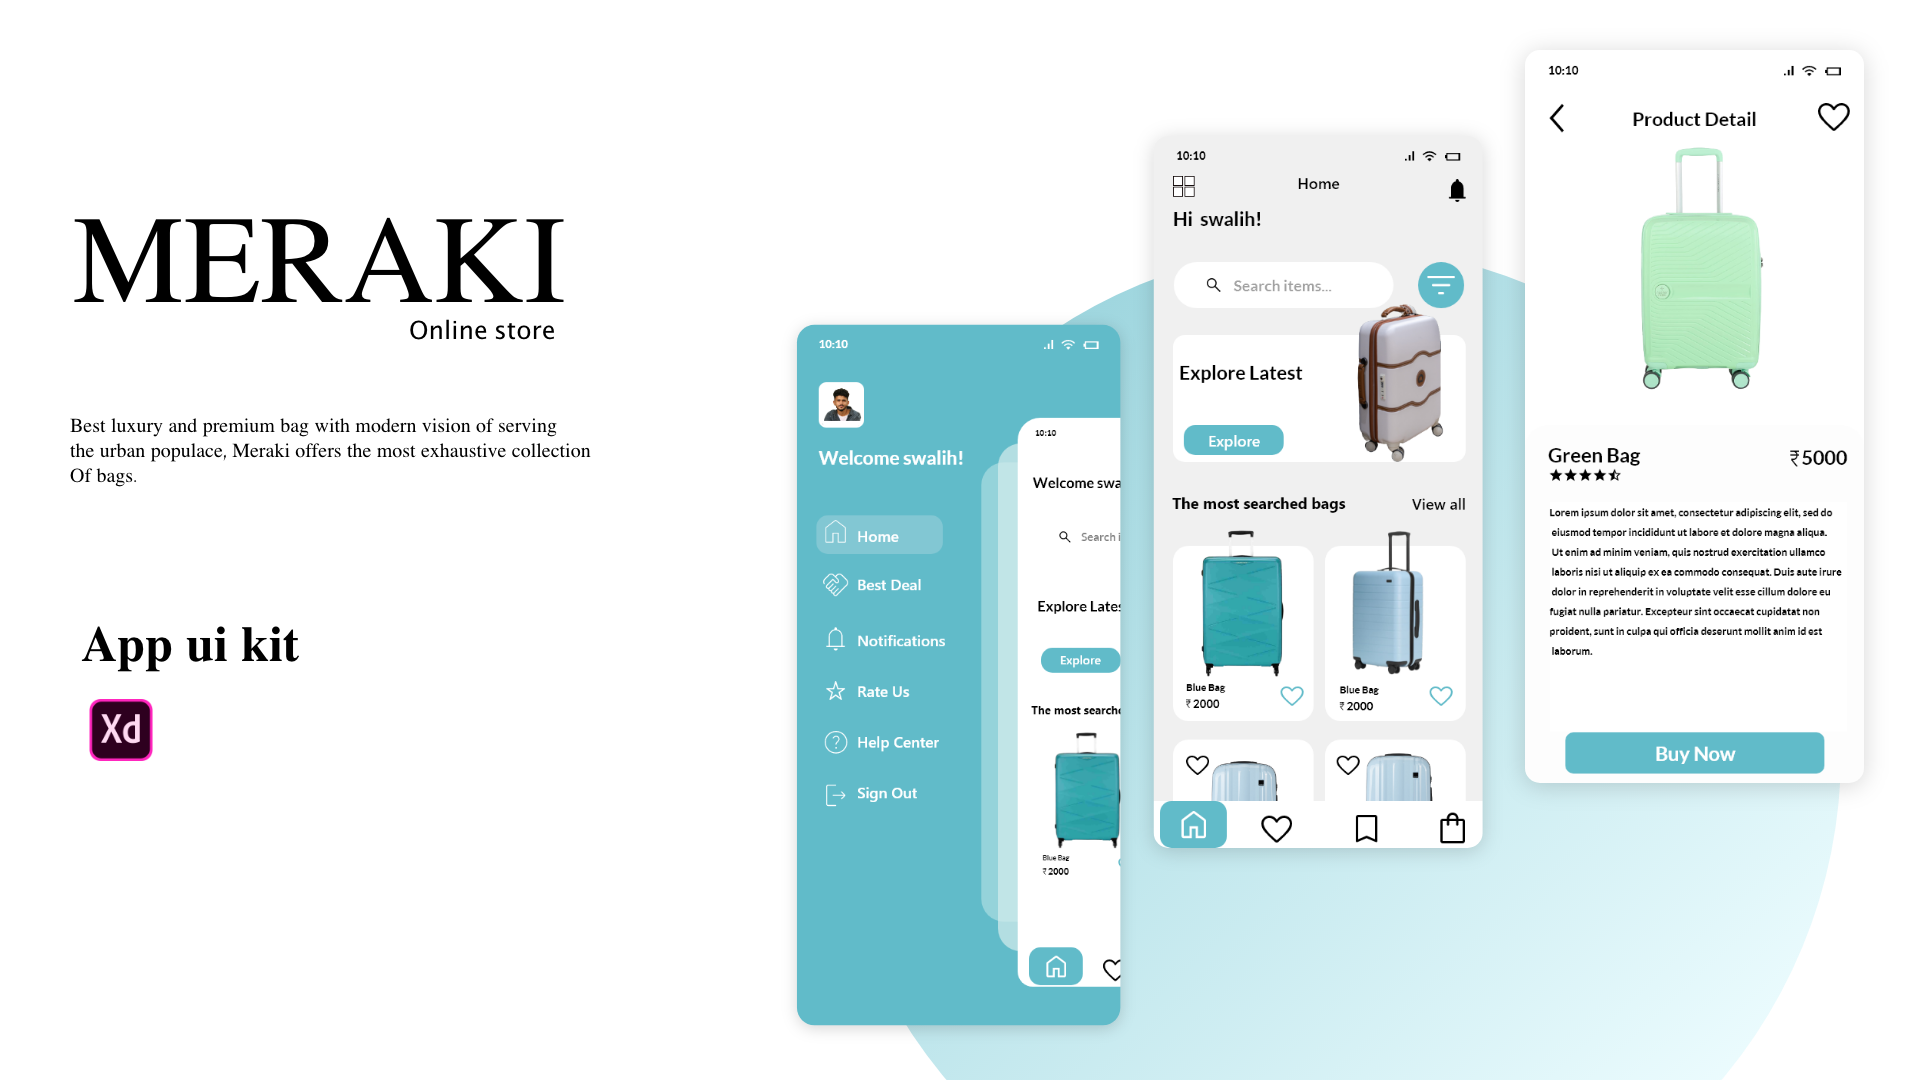 MERAKI
Online store
Best luxury and premium bag with modern vision of serving
the urban populace, Meraki offers the most exhaustive collection
Of bags.
App ui kit
Xd
10:10
Welcome swalih!
Home
Best Deal
Notifications
Rate Us
Help Center
Sign Out
10:10
Welcome swa
Search i
Explore Lates
Explore
The most searche
Blue Bag
₹ 2000
10:10
Home
Hi swalih!
Search items...
Explore Latest
Explore
The most searched bags
View all
Blue Bag
₹ 2000
Blue Bag
₹ 2000
10:10
Product Detail
Green Bag
₹5000
Lorem ipsum dolor sit amet, consectetur adipiscing elit, sed do
eiusmod tempor incididunt ut labore et dolore magna aliqua.
Ut enim ad minim veniam, quis nostrud exercitation ullamco
laboris nisi ut aliquip ex ea commodo consequat. Duis aute irure
dolor in reprehenderit in voluptate velit esse cillum dolore eu
fugiat nulla pariatur. Excepteur sint occaecat cupidatat non
proident, sunt in culpa qui officia deserunt mollit anim id est
laborum.
Buy Now